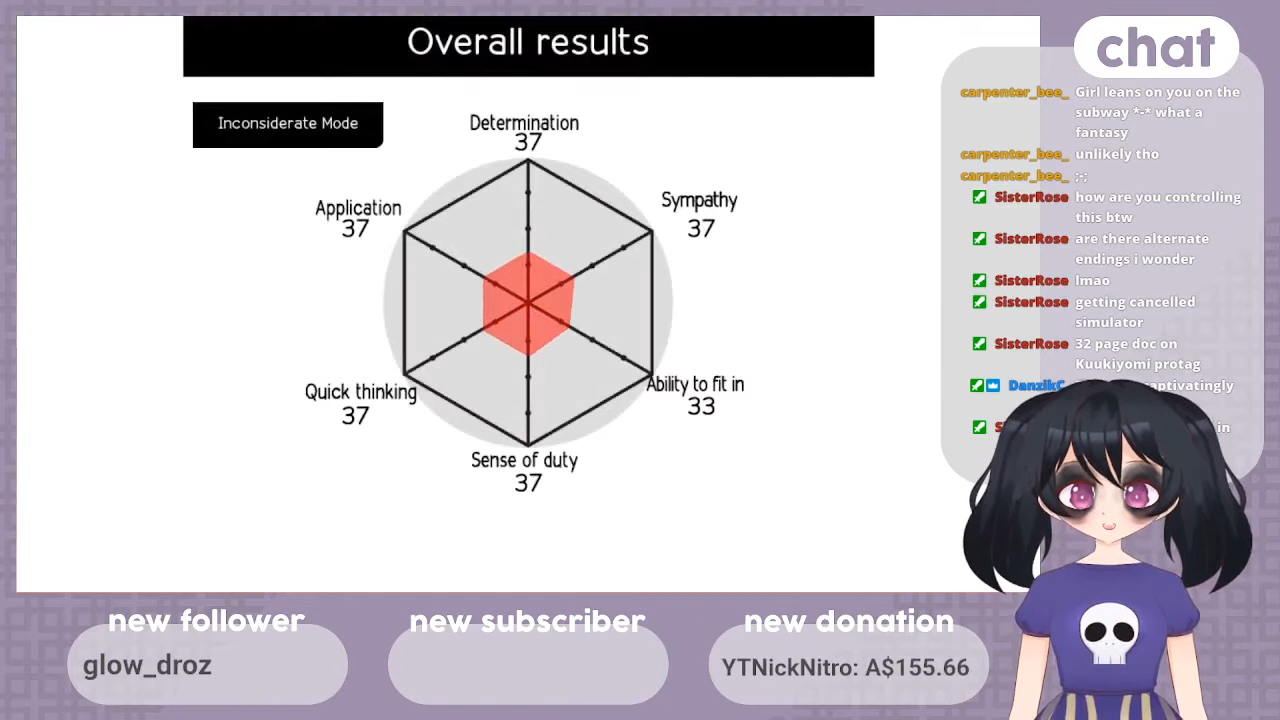 Overall results
Inconsiderate Mode
Determination
37
Sympathy
37
Application
37
Quick thinking
37
Ability to fit in
33
Sense of duty
37
chat
carpenter_bee_ Girl leans on you on the
subway *-* what a
fantasy
carpenter_bee_ unlikely tho
carpenter_bee_ ;-;
SisterRose how are you controlling
this btw
SisterRose are there alternate
endings i wonder
SisterRose lmao
SisterRose getting cancelled
simulator
SisterRose 32 page doc on
Kuukiyomi protag
new follower
glow_droz
new subscriber
new donation
YTNickNitro: A$155.66